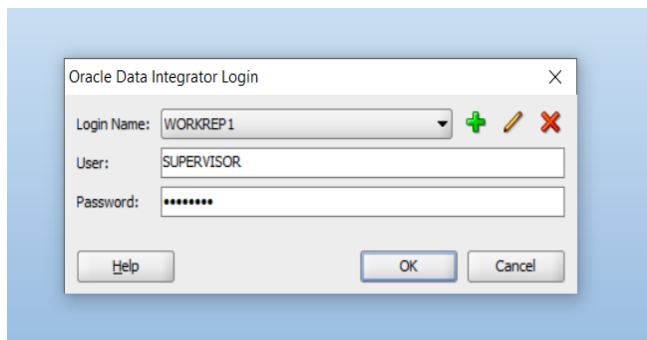 Oracle Data Integrator Login
Login Name: WORKREP1
User: SUPERVISOR
Password: ••••••••
Help OK Cancel